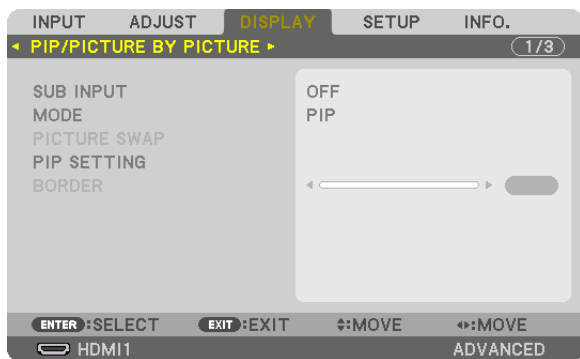 INPUT ADJUST DISPLAY SETUP INFO.
PIP/PICTURE BY PICTURE 1/3
SUB INPUT OFF
MODE PIP
PICTURE SWAP
PIP SETTING
BORDER
ENTER :SELECT EXIT :EXIT :MOVE :MOVE
HDMI1 ADVANCED